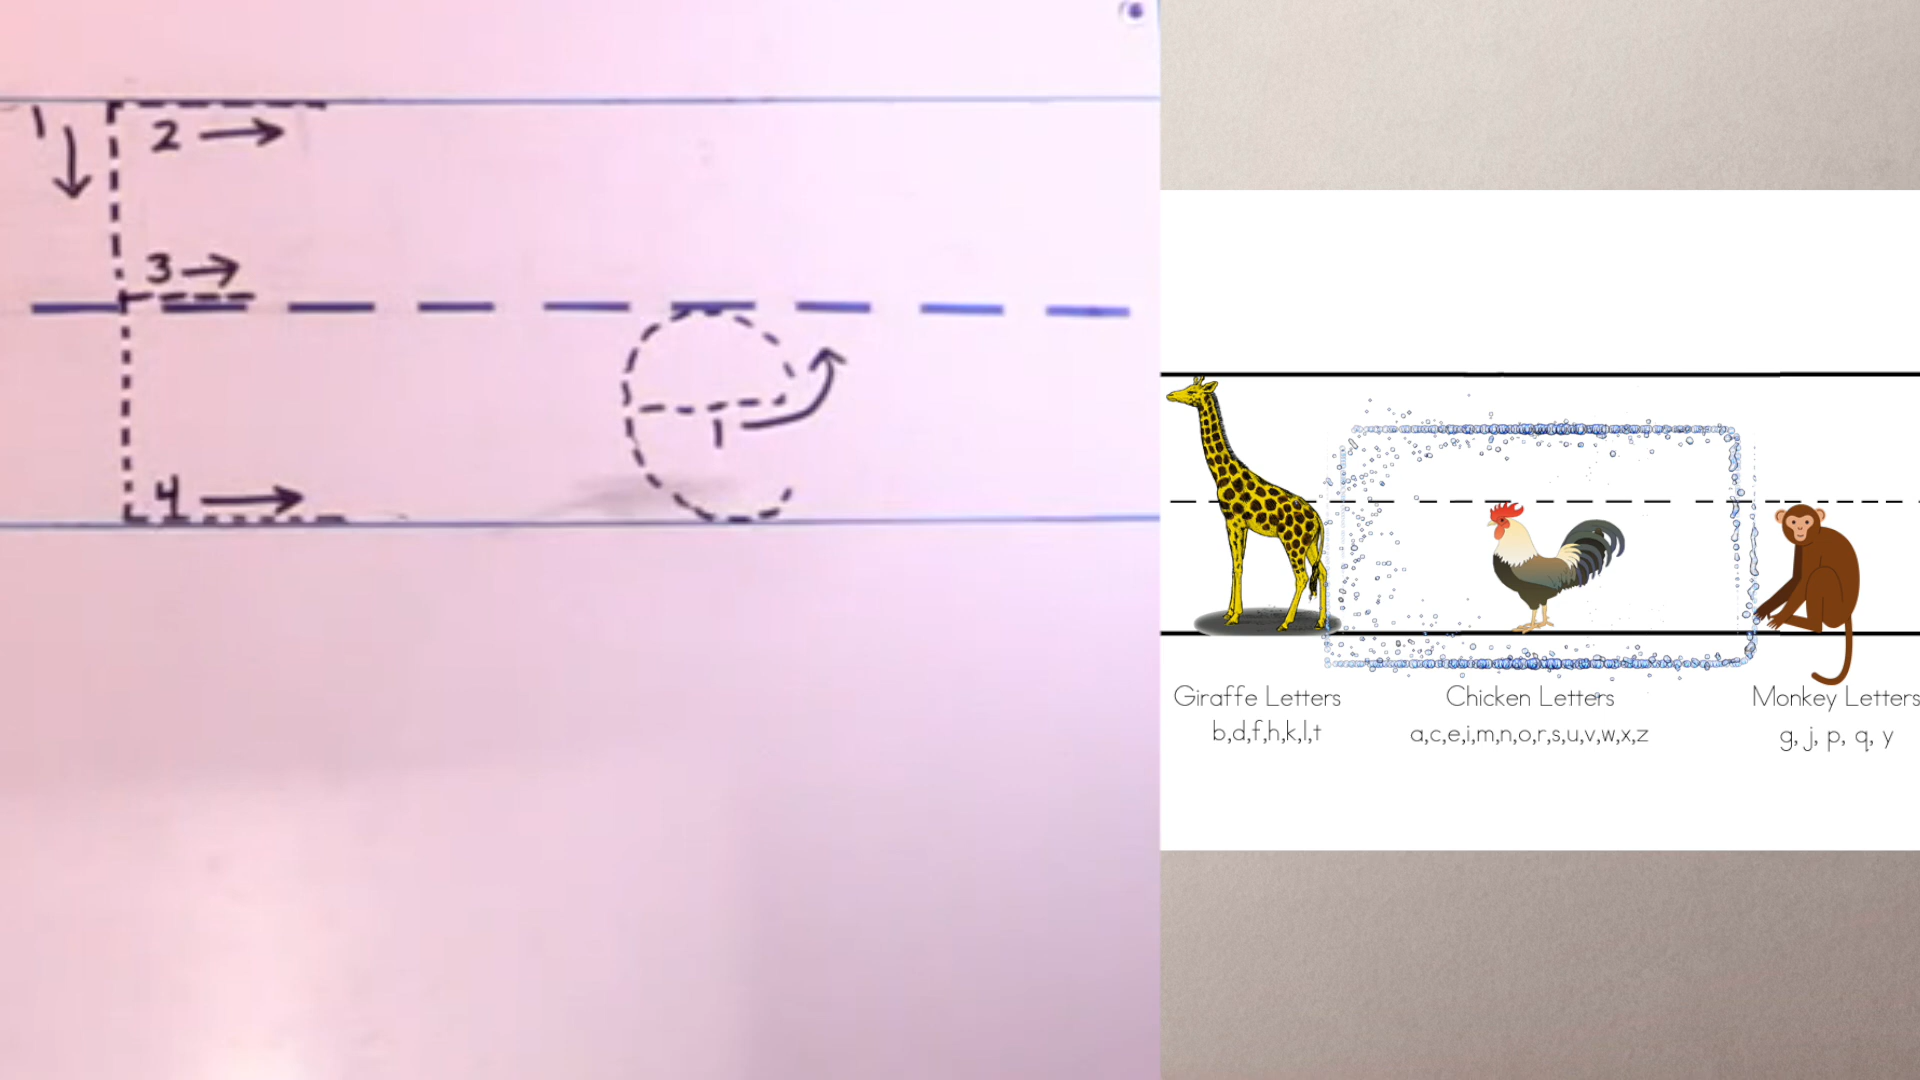 1
2
3
4
E
e
1
Giraffe Letters
b,d,f,h,k,l,t
Chicken Letters
a,c,e,i,m,n,o,r,s,u,v,w,x,z
Monkey Letters
g, j, p, q, y